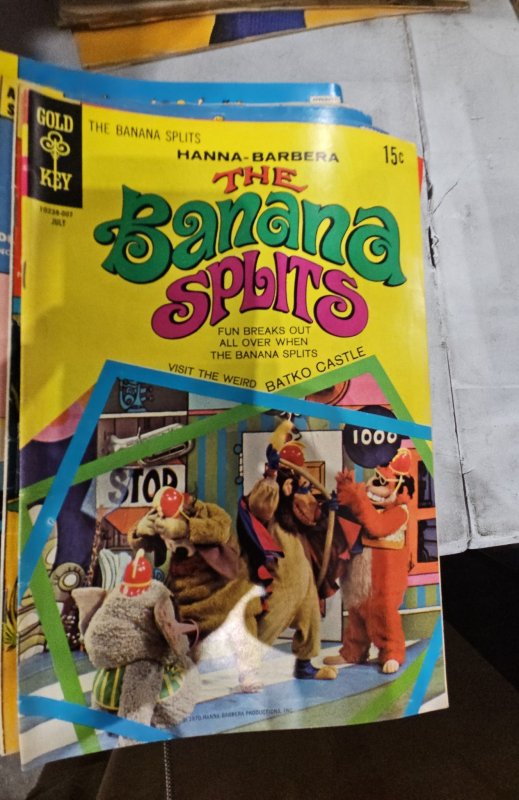 GOLD
KEY
10238-007
JULY
THE BANANA SPLITS
15c
HANNA-BARBERA
THE
Banana
SPLITS
FUN BREAKS OUT
ALL OVER WHEN
THE BANANA SPLITS
VISIT THE WEIRD BATKO CASTLE
STOP
1000
© 1970 HANNA-BARBERA PRODUCTIONS, INC.